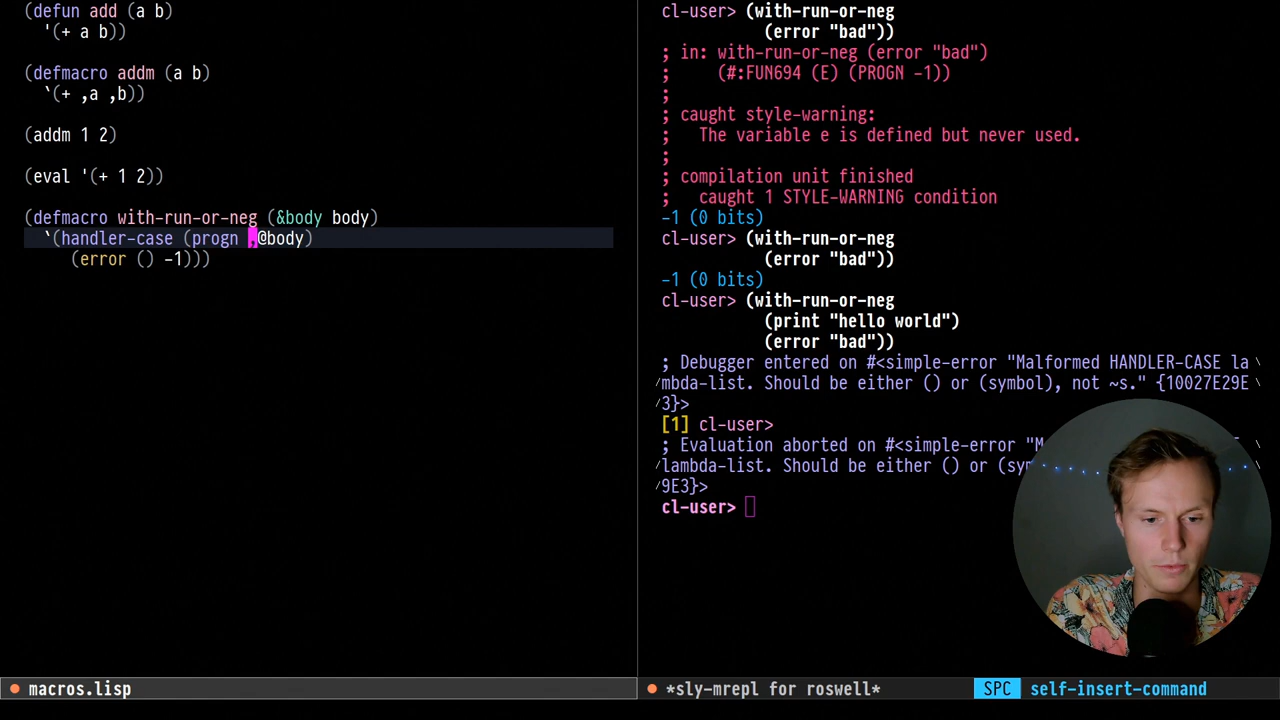 (defun add (a b)
  '(+ a b))
(defmacro addm (a b)
  `(+ ,a ,b))
(addm 1 2)
(eval '(+ 1 2))
(defmacro with-run-or-neg (&body body)
  `(handler-case (progn ,@body)
     (error () -1)))
macros.lisp
cl-user> (with-run-or-neg
           (error "bad"))
; in: with-run-or-neg (error "bad")
;     (#:FUN694 (E) (PROGN -1))
;
; caught style-warning:
;   The variable e is defined but never used.
;
; compilation unit finished
;   caught 1 STYLE-WARNING condition
-1 (0 bits)
cl-user> (with-run-or-neg
           (error "bad"))
-1 (0 bits)
cl-user> (with-run-or-neg
           (print "hello world")
           (error "bad"))
; Debugger entered on #<simple-error "Malformed HANDLER-CASE la\
/mbda-list. Should be either () or (symbol), not ~s." {10027E29E\
/3}>
[1] cl-user>
; Evaluation aborted on #<simple-error
lambda-list. Should be either () or
/9E3}>
cl-user>
*sly-mrepl for roswell*
SPC self-insert-command